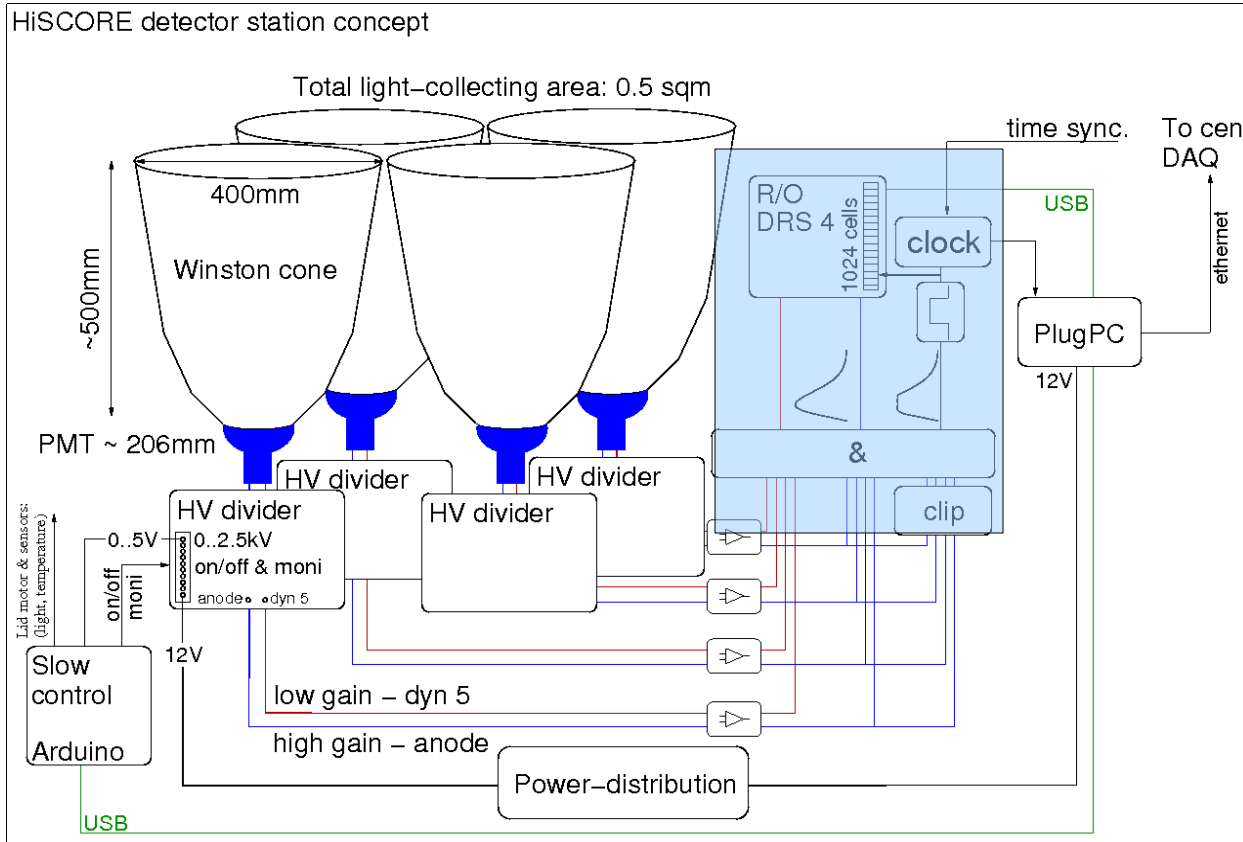 HiSCORE detector station concept
Total light-collecting area: 0.5 sqm
time sync.
To cen
DAQ
ethernet
USB
400mm
~500mm
Winston cone
R/O
DRS 4
1024 cells
clock
PlugPC
12V
PMT ~ 206mm
&
clip
HV divider
HV divider
HV divider
HV divider
0..5V
0..2.5kV
on/off & moni
anode
dyn 5
on/off
moni
Lid motor & sensors:
(light, temperature)
12V
Slow
control
Arduino
low gain - dyn 5
high gain - anode
Power-distribution
USB